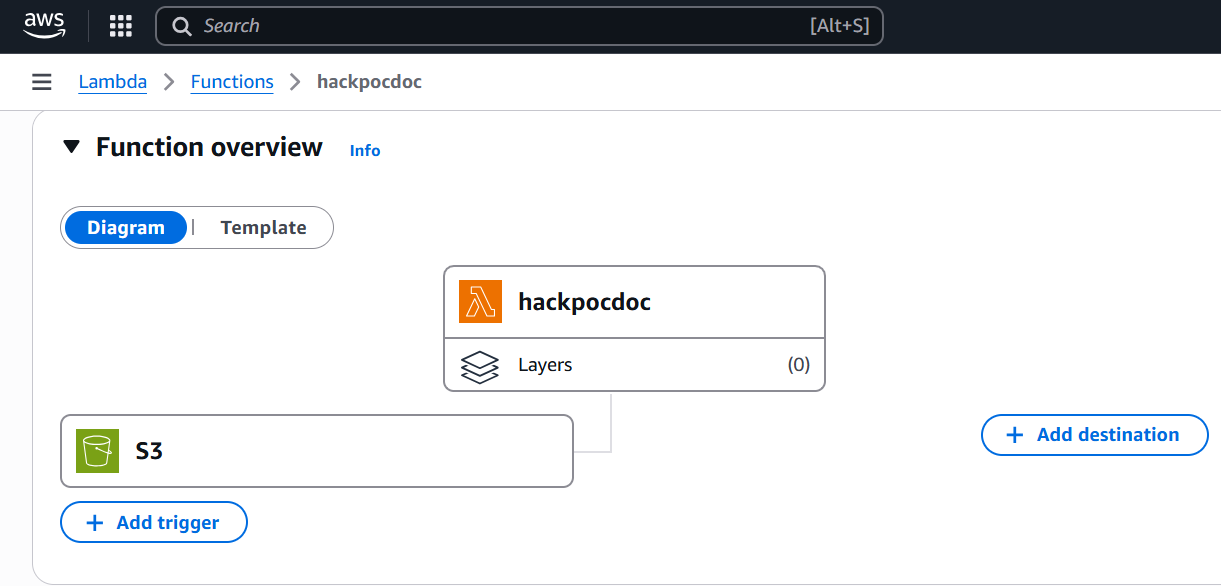 aws Search [Alt+S]
Lambda Functions hackpocdoc
Function overview Info
Diagram | Template
hackpocdoc
Layers (0)
S3
+ Add destination
+ Add trigger